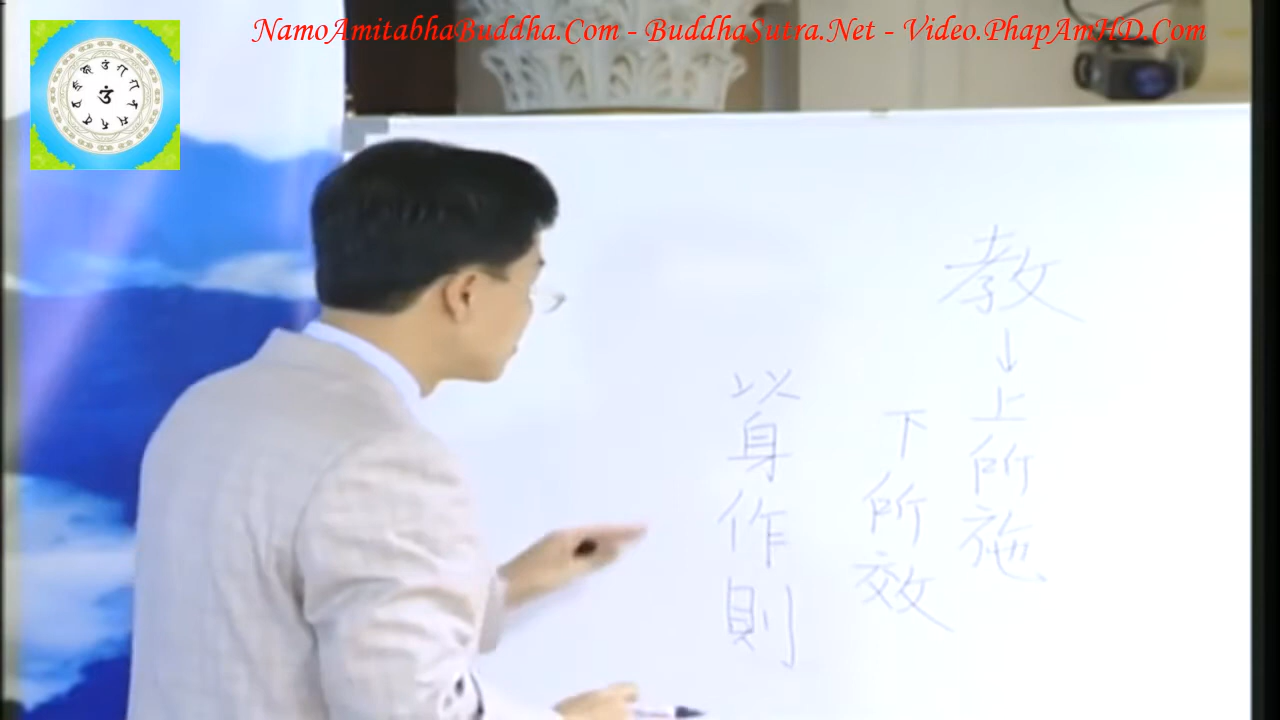 NamoAmitabhaBuddha.Com - BuddhaSutra.Net - Video.PhapAmHD.Com
教
↓
上所施
下所效
以身作則